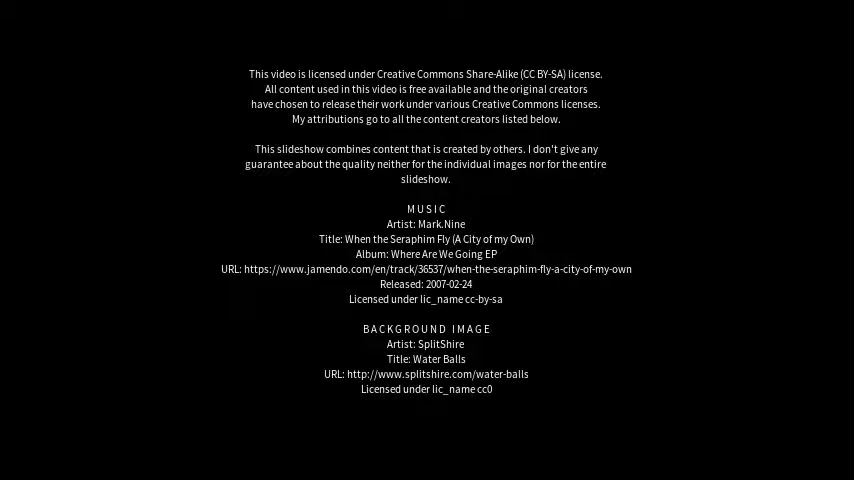 This video is licensed under Creative Commons Share-Alike (CC BY-SA) license.
All content used in this video is free available and the original creators
have chosen to release their work under various Creative Commons licenses.
My attributions go to all the content creators listed below.
This slideshow combines content that is created by others. I don't give any
guarantee about the quality neither for the individual images nor for the entire
slideshow.
MUSIC
Artist: Mark.Nine
Title: When the Seraphim Fly (A City of my Own)
Album: Where Are We Going EP
URL: https://www.jamendo.com/en/track/36537/when-the-seraphim-fly-a-city-of-my-own
Released: 2007-02-24
Licensed under lic_name cc-by-sa
BACKGROUND IMAGE
Artist: SplitShire
Title: Water Balls
URL: http://www.splitshire.com/water-balls
Licensed under lic_name cc0